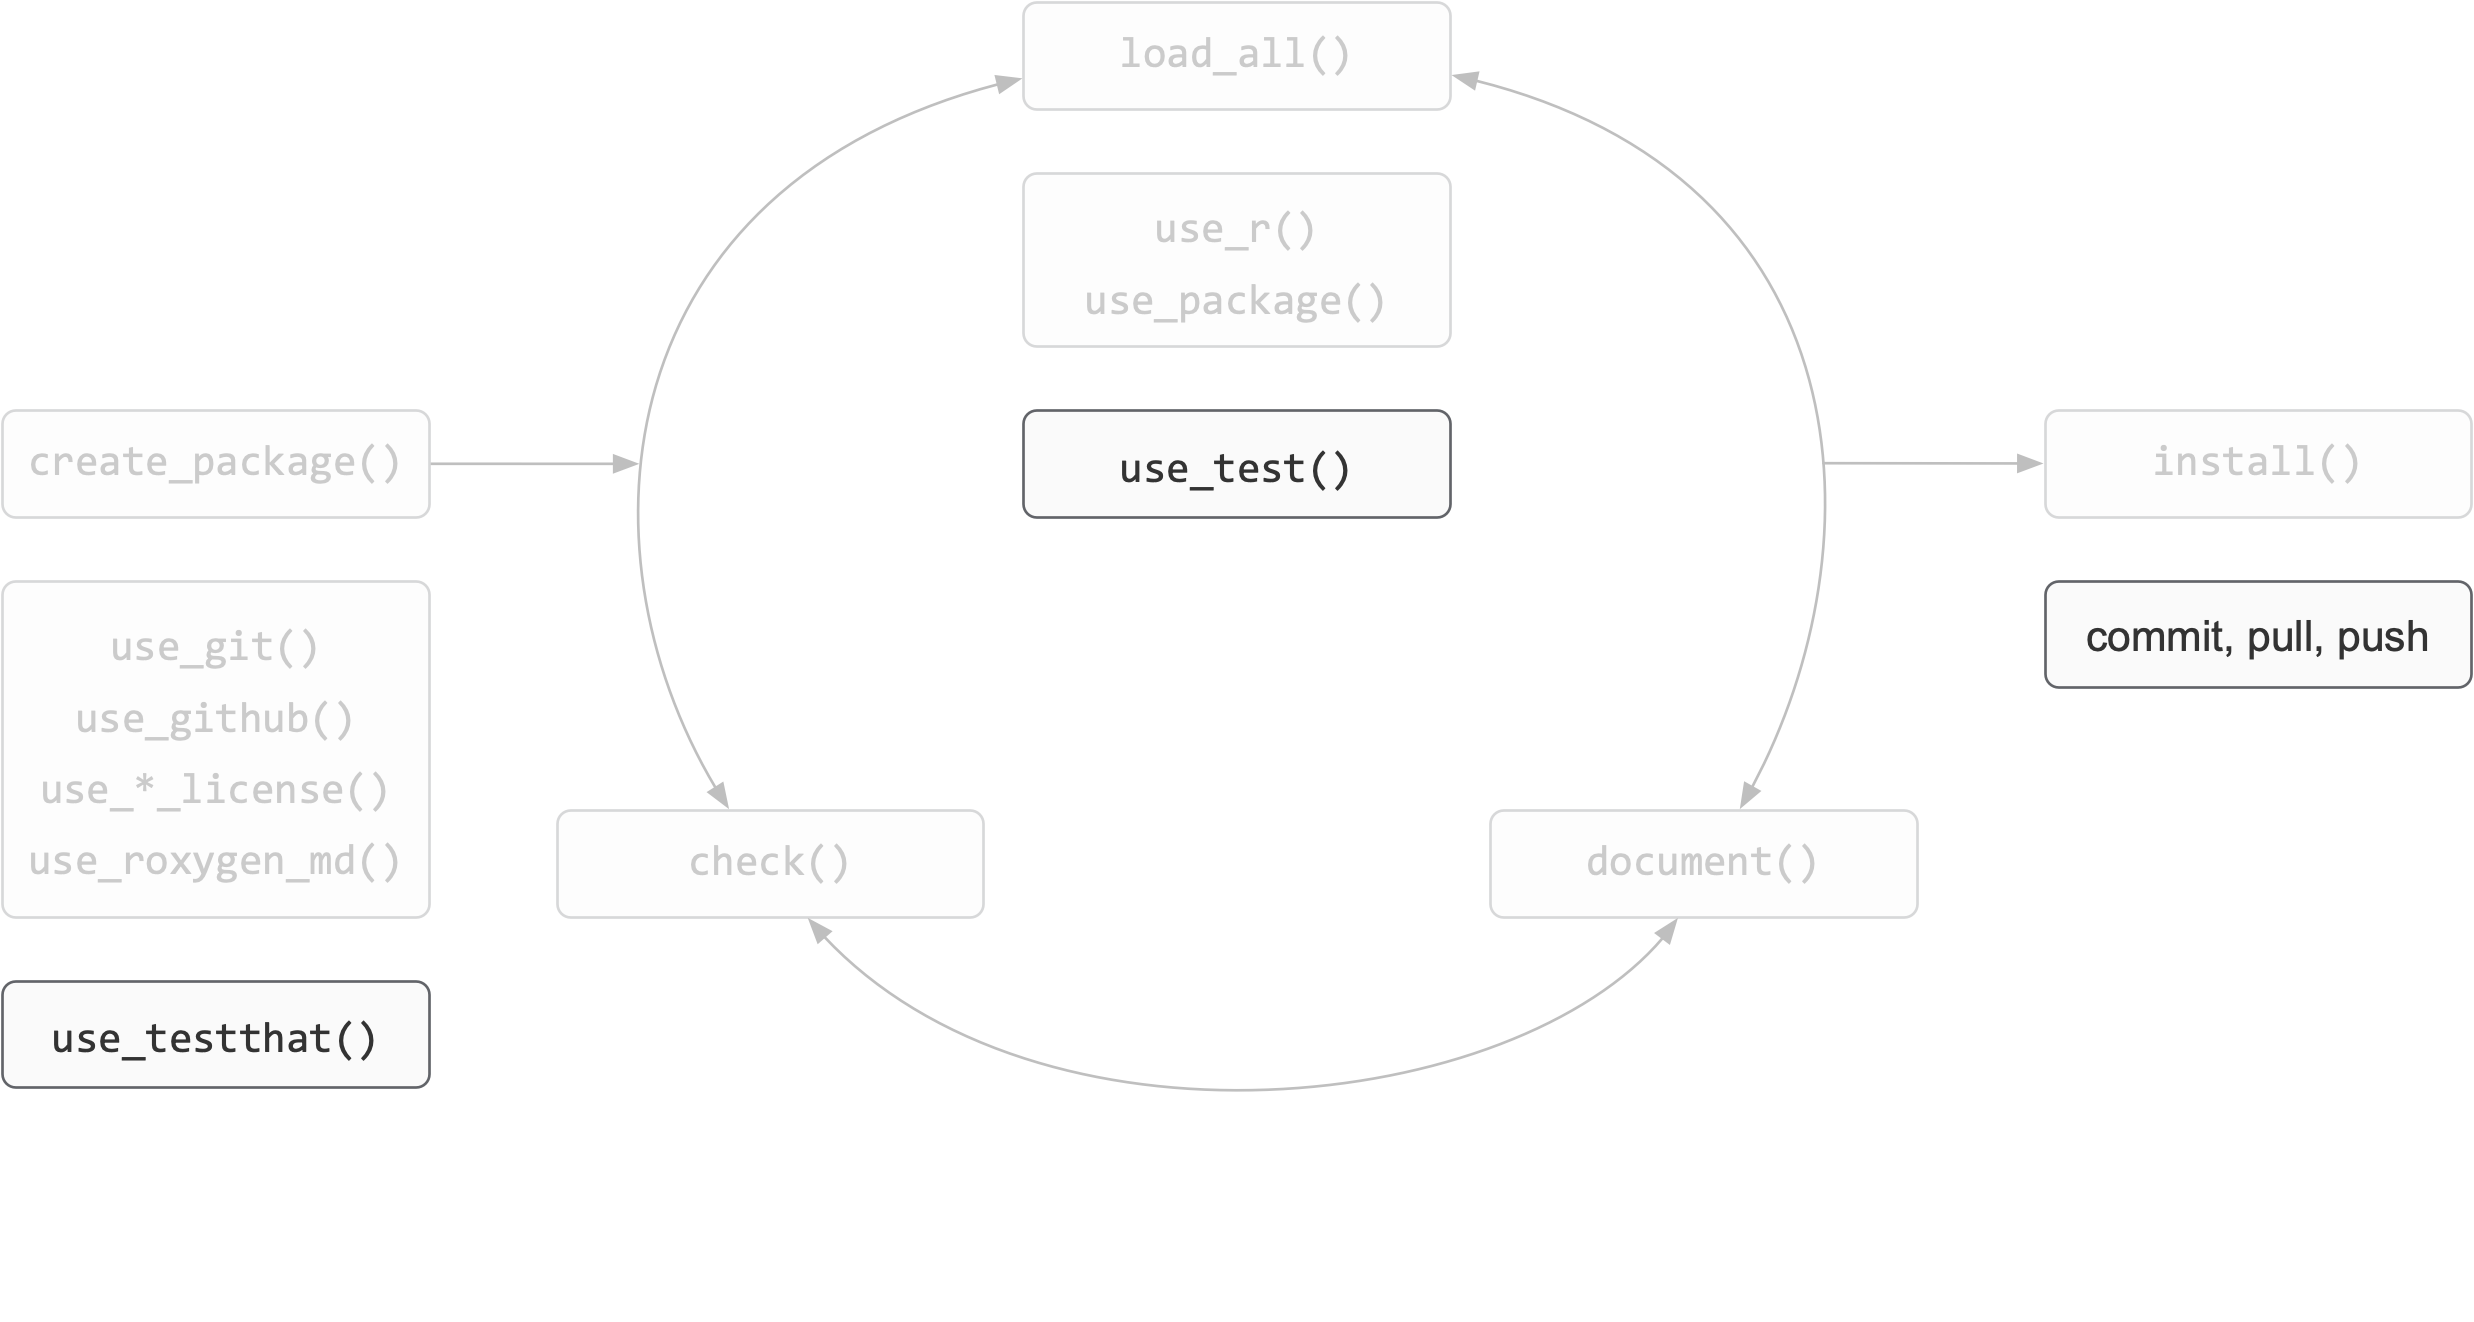 load_all()
use_r()
use_package()
create_package()
use_test()
install()
use_git()
use_github()
use_*_license()
use_roxygen_md()
commit, pull, push
check()
document()
use_testthat()